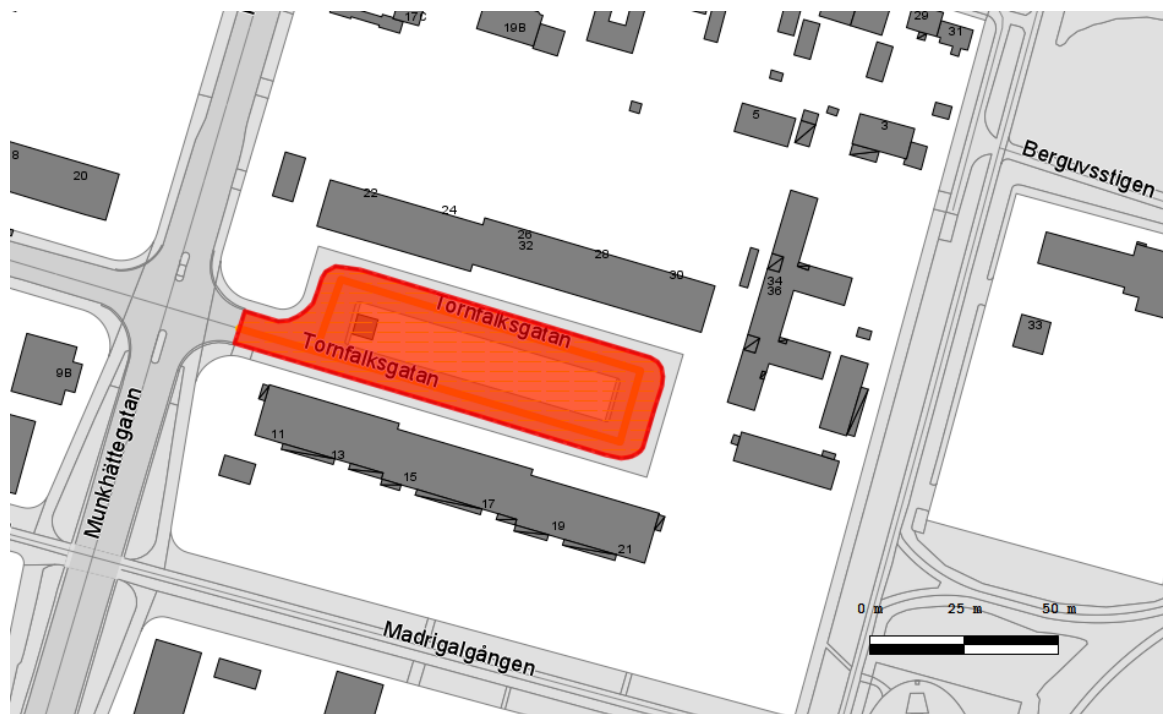 17C
19B
29
31
5
3
Berguvsstigen
8
20
22
24
26
32
28
30
34
36
33
Tornfalksgatan
Tornfalksgatan
9B
Munkhättegatan
11
13
15
17
19
21
0 m 25 m 50 m
Madrigalgången